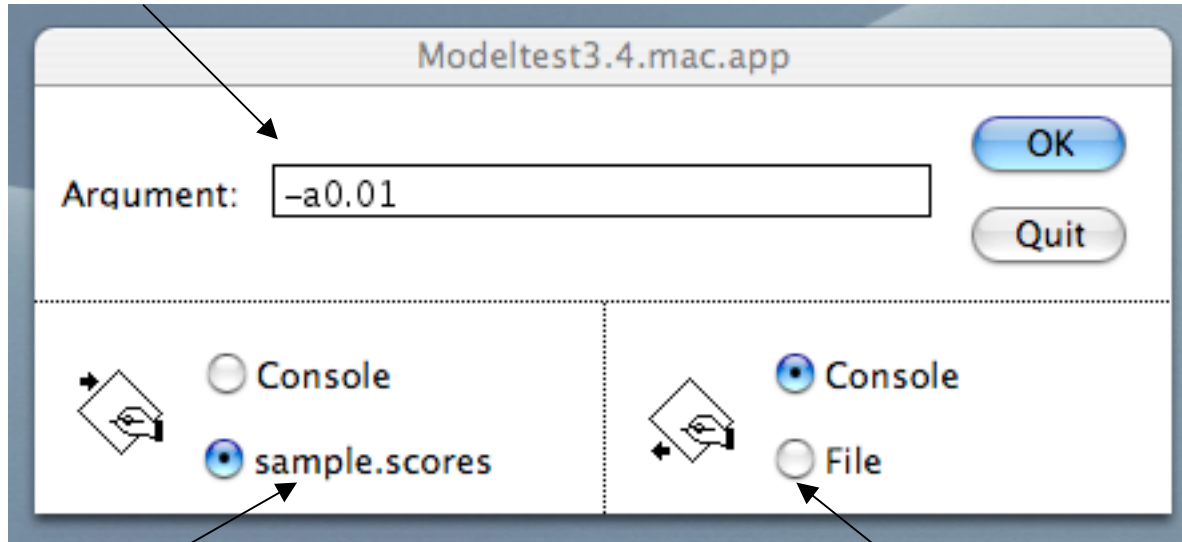 Modeltest3.4.mac.app
OK
Argument: -a0.01
Quit
Console
sample.scores
Console
File